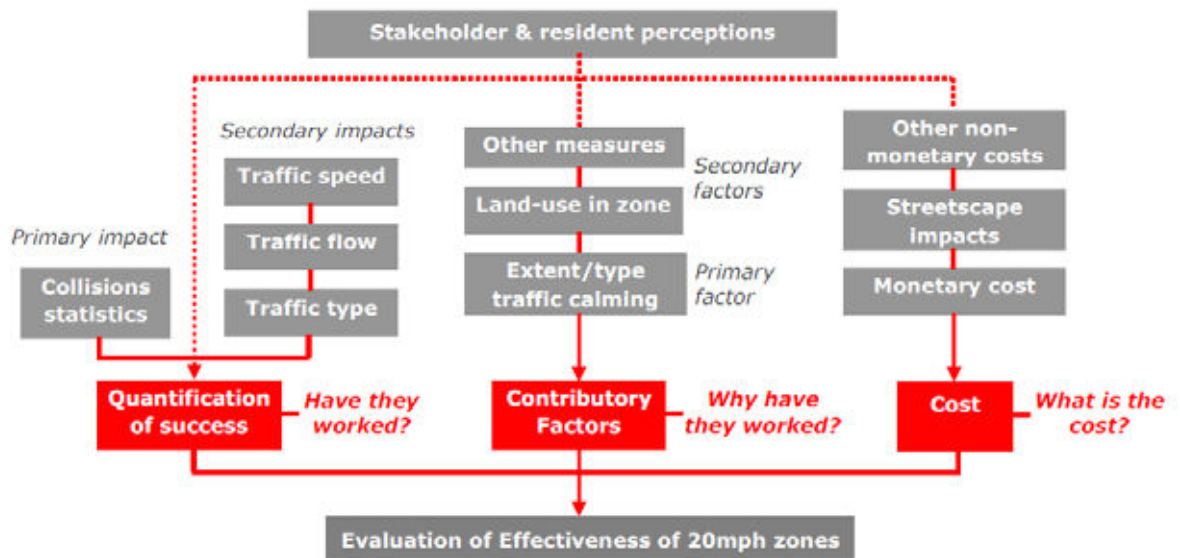 Stakeholder & resident perceptions
Primary impact
Collisions
statistics
Secondary impacts
Traffic speed
Traffic flow
Traffic type
Other measures
Land-use in zone
Extent/type
traffic calming
Secondary
factors
Primary
factor
Other non-
monetary costs
Streetscape
impacts
Monetary cost
Quantification
of success
Have they
worked?
Contributory
Factors
Why have
they worked?
Cost
What is the
cost?
Evaluation of Effectiveness of 20mph zones